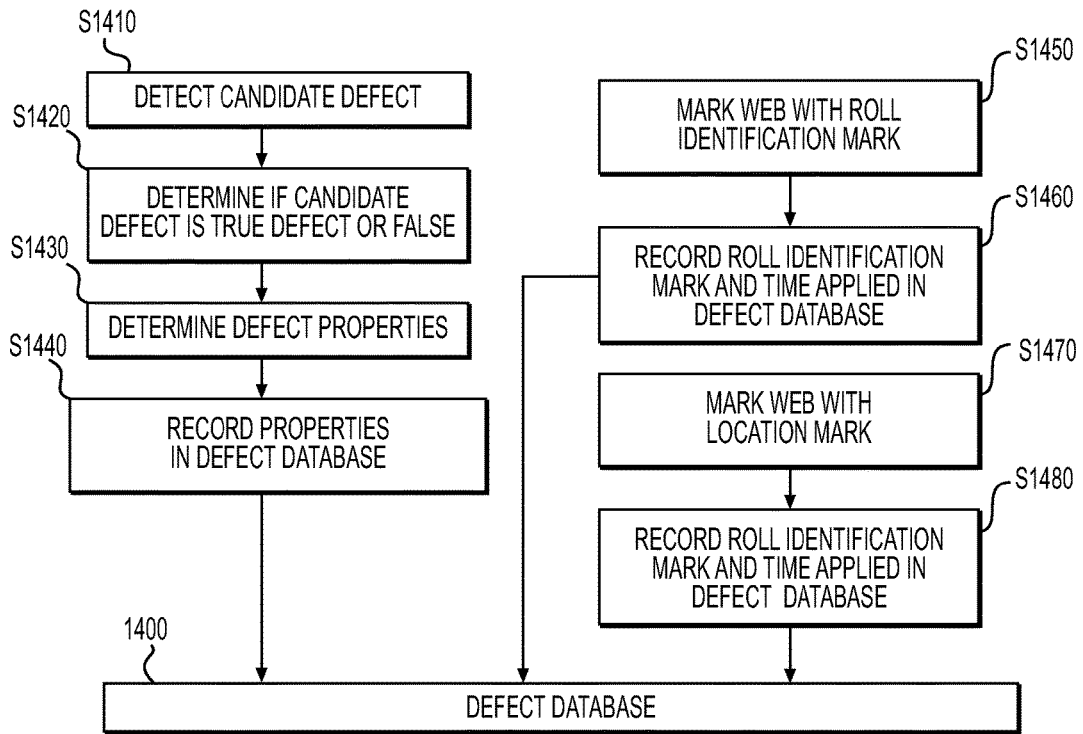 S1410
DETECT CANDIDATE DEFECT
S1420
DETERMINE IF CANDIDATE
DEFECT IS TRUE DEFECT OR FALSE
S1430
DETERMINE DEFECT PROPERTIES
S1440
RECORD PROPERTIES
IN DEFECT DATABASE
S1450
MARK WEB WITH ROLL
IDENTIFICATION MARK
S1460
RECORD ROLL IDENTIFICATION
MARK AND TIME APPLIED IN
DEFECT DATABASE
S1470
MARK WEB WITH
LOCATION MARK
S1480
RECORD ROLL IDENTIFICATION
MARK AND TIME APPLIED IN
DEFECT DATABASE
1400
DEFECT DATABASE